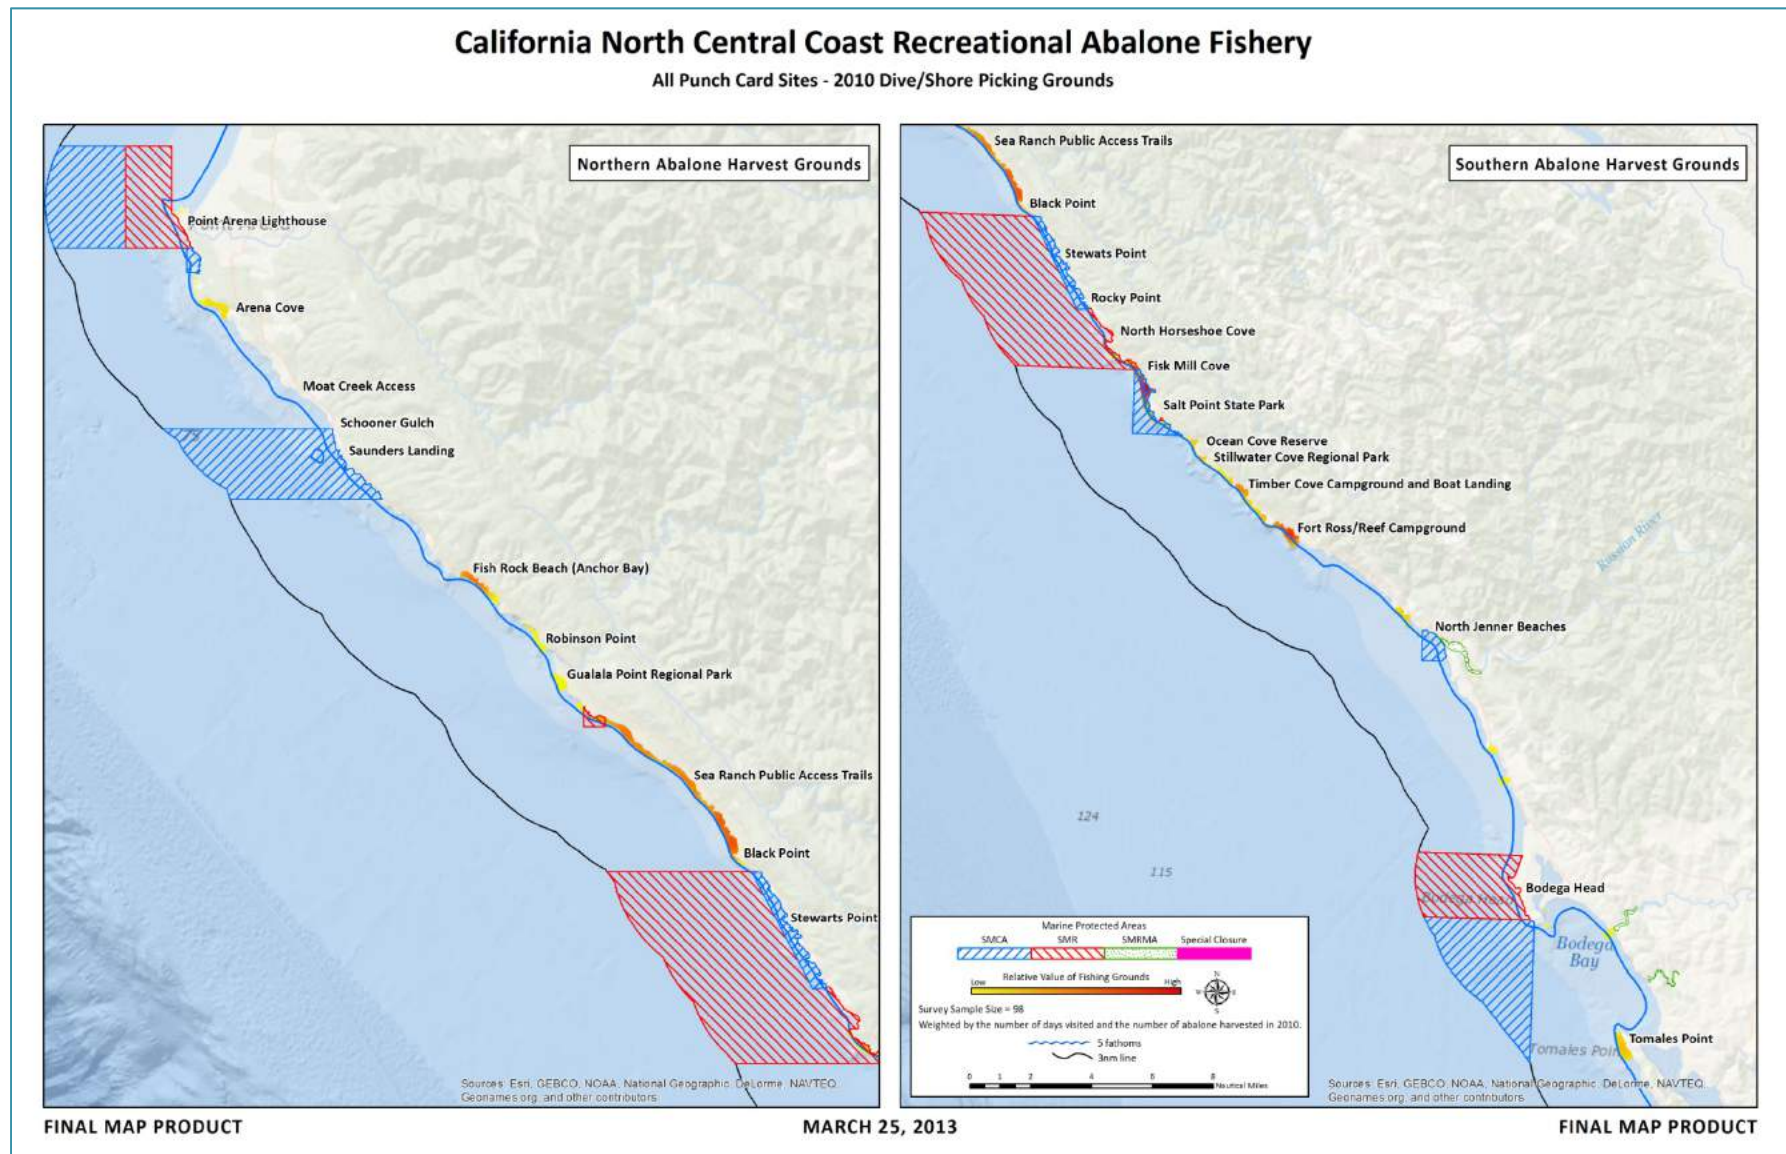 California North Central Coast Recreational Abalone Fishery
All Punch Card Sites - 2010 Dive/Shore Picking Grounds
Northern Abalone Harvest Grounds
Point Arena Lighthouse
Point Arena
Arena Cove
Moat Creek Access
Schooner Gulch
Saunders Landing
Fish Rock Beach (Anchor Bay)
Robinson Point
Gualala Point Regional Park
Sea Ranch Public Access Trails
Black Point
Stewarts Point
Sources: Esri, GEBCO, NOAA, National Geographic, DeLorme, NAVTEQ,
Geonames.org, and other contributors
Southern Abalone Harvest Grounds
Sea Ranch Public Access Trails
Black Point
Stewats Point
Rocky Point
North Horseshoe Cove
Fisk Mill Cove
Salt Point State Park
Ocean Cove Reserve
Stillwater Cove Regional Park
Timber Cove Campground and Boat Landing
Fort Ross/Reef Campground
Russian River
North Jenner Beaches
124
115
Bodega Head
Bodega Head
Bodega
Bay
Tomales Point
Tomales Poin
Marine Protected Areas
SMCA SMR SMRMA Special Closure
Relative Value of Fishing Grounds
Low High
N
W E
S
Survey Sample Size = 98
Weighted by the number of days visited and the number of abalone harvested in 2010.
5 fathoms
3nm line
0 1 2 4 6 8
Nautical Miles
Sources: Esri, GEBCO, NOAA, National Geographic, DeLorme, NAVTEQ,
Geonames.org, and other contributors
FINAL MAP PRODUCT MARCH 25, 2013 FINAL MAP PRODUCT